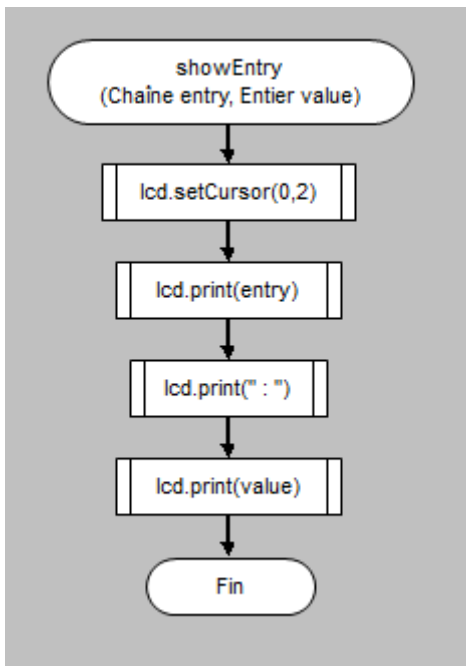 showEntry
(Chaîne entry, Entier value)
lcd.setCursor(0,2)
lcd.print(entry)
lcd.print(" : ")
lcd.print(value)
Fin